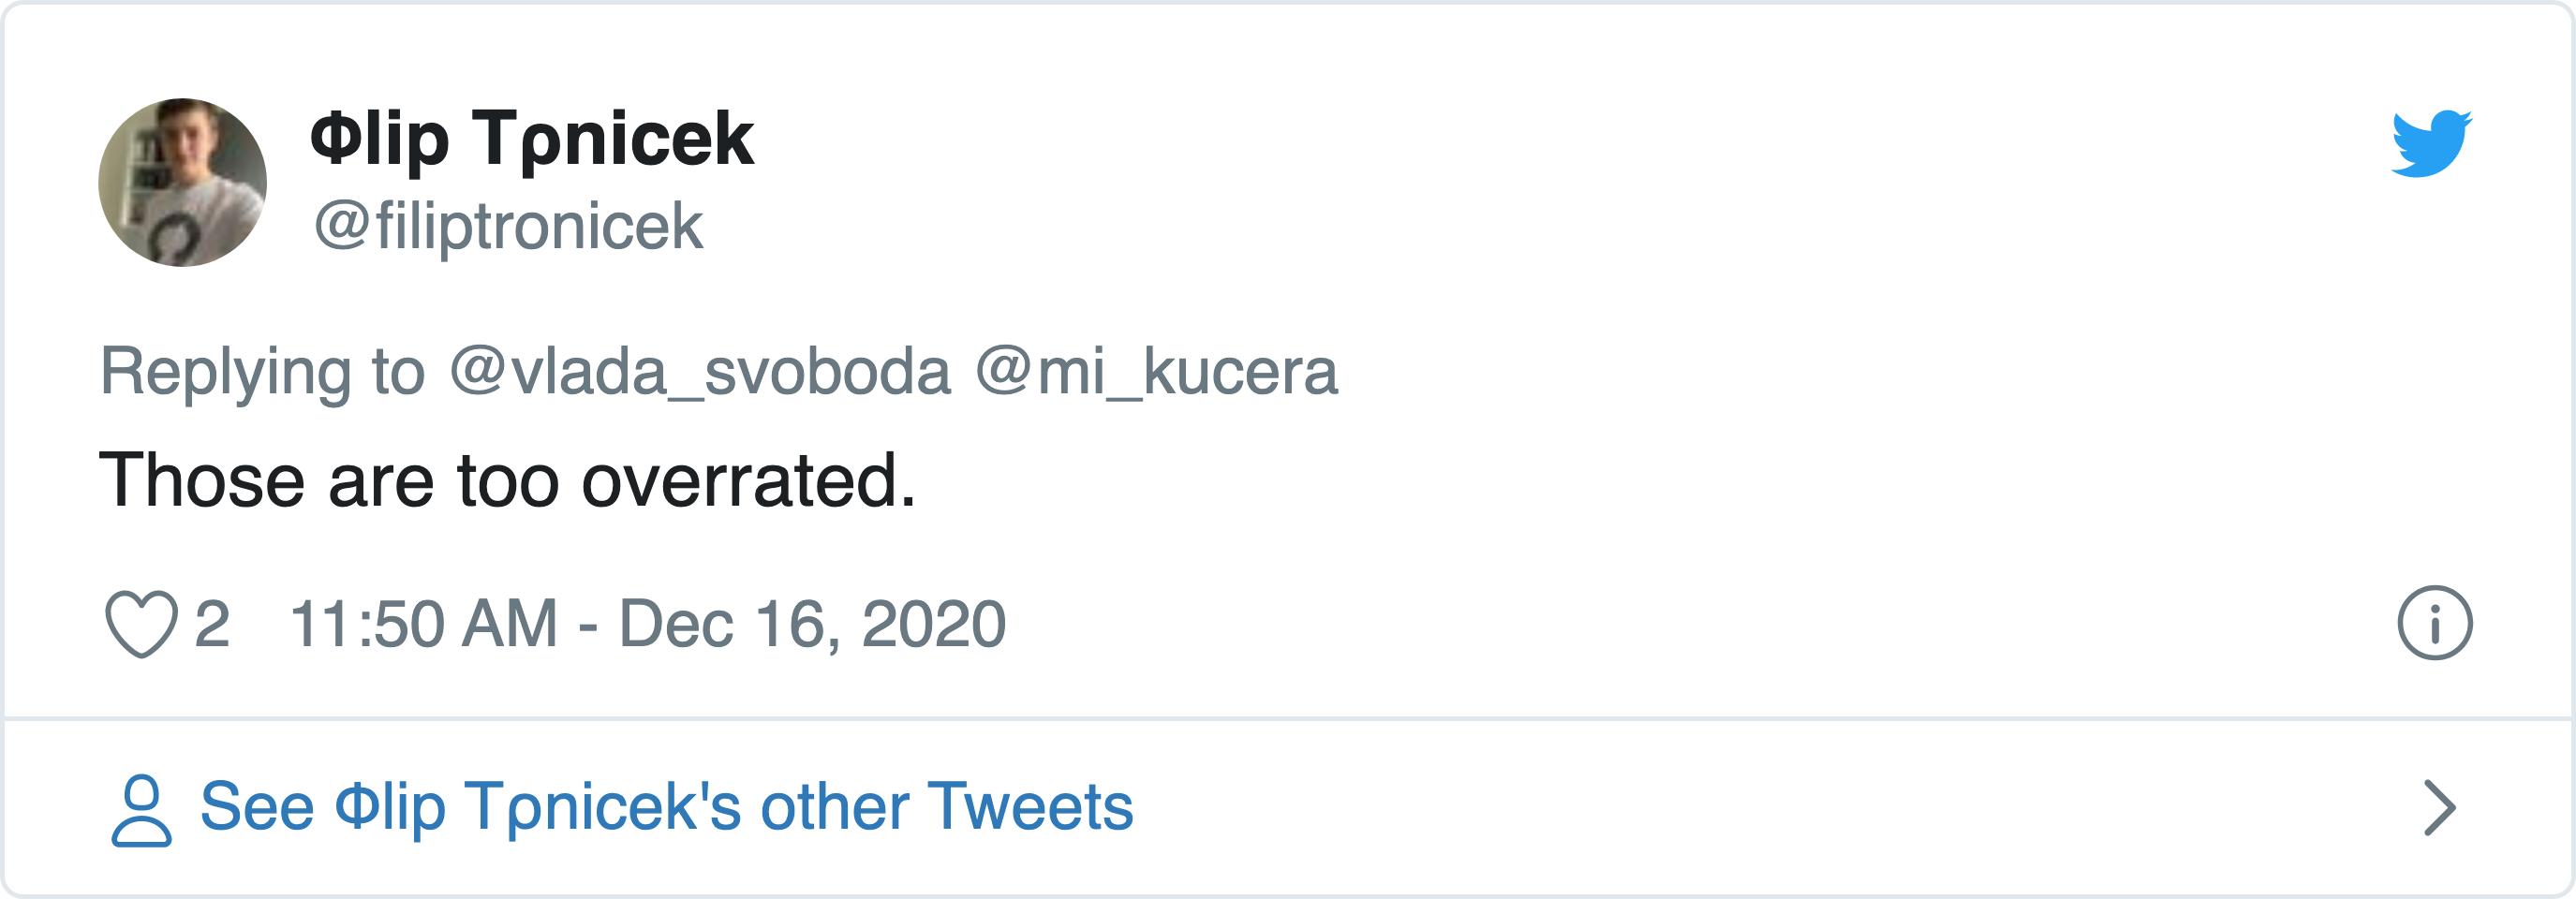 Φlip Tρnicek
@filiptronicek
Replying to @vlada_svoboda @mi_kucera
Those are too overrated.
2 11:50 AM - Dec 16, 2020
See Φlip Tρnicek's other Tweets